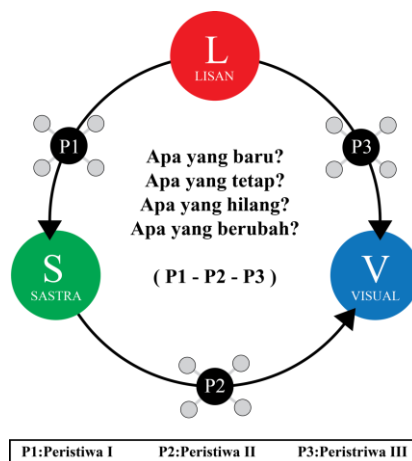 L
LISAN
P1
P3
Apa yang baru?
Apa yang tetap?
Apa yang hilang?
Apa yang berubah?
( P1 - P2 - P3 )
S
SASTRA
V
VISUAL
P2
P1:Peristiwa I P2:Peristiwa II P3:Peristriwa III